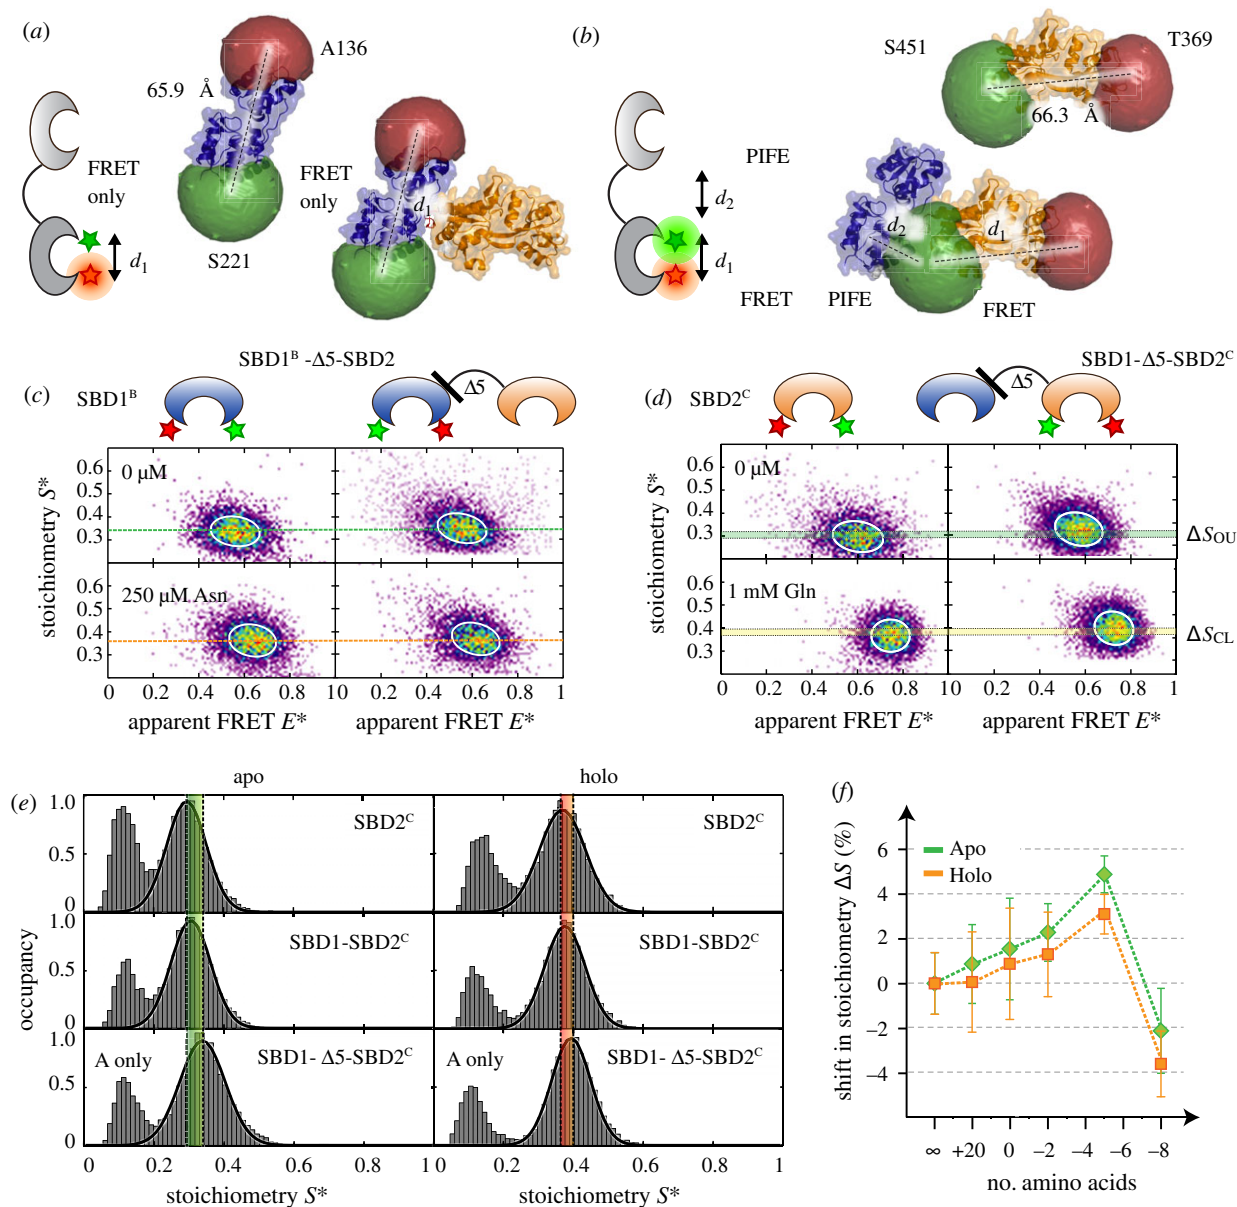 (a)
A136
65.9 Å
FRET
only
FRET
only
d1
d1
S221
(b)
S451
T369
66.3 Å
PIFE
d2
d2
d1
d1
FRET
PIFE
FRET
SBD1ᴮ -Δ5-SBD2
(c)
SBD1ᴮ
Δ5
stoichiometry S*
0.6
0.5
0.4
0.3
0 µM
0.6
0.5
0.4
0.3
250 µM Asn
0 0.2 0.4 0.6 0.8 10 0.2 0.4 0.6 0.8 1
apparent FRET E*
apparent FRET E*
SBD1-Δ5-SBD2ᶜ
(d)
SBD2ᶜ
Δ5
stoichiometry S*
0.6
0.5
0.4
0.3
0 µM
ΔS_OU
0.6
0.5
0.4
0.3
1 mM Gln
ΔS_CL
0 0.2 0.4 0.6 0.8 10 0.2 0.4 0.6 0.8 1
apparent FRET E*
apparent FRET E*
(e)
apo
holo
occupancy
1.0
0.5
0
SBD2ᶜ
SBD2ᶜ
1.0
0.5
0
SBD1-SBD2ᶜ
SBD1-SBD2ᶜ
1.0
0.5
0
A only
SBD1- Δ5-SBD2ᶜ
A only
SBD1- Δ5-SBD2ᶜ
0 0.2 0.4 0.6 0.8 1 0 0.2 0.4 0.6 0.8 1
stoichiometry S*
stoichiometry S*
(f)
shift in stoichiometry ΔS (%)
6
4
2
0
−2
−4
Apo
Holo
∞ +20 0 −2 −4 −6 −8
no. amino acids